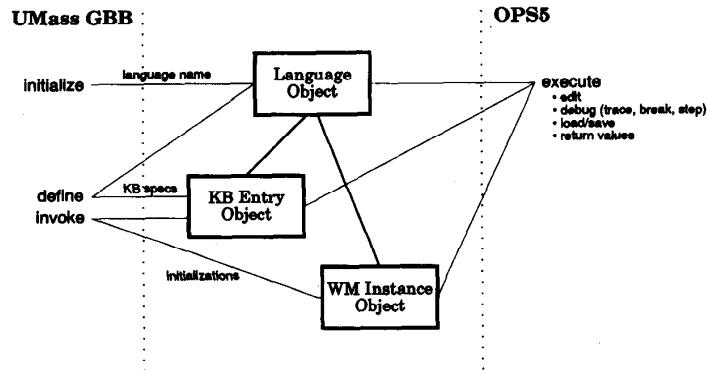 UMass GBB
OPS5
initialize
language name
Language
Object
execute
• edit
• debug (trace, break, step)
• load/save
• return values
define
KB specs
invoke
KB Entry
Object
initializations
WM Instance
Object